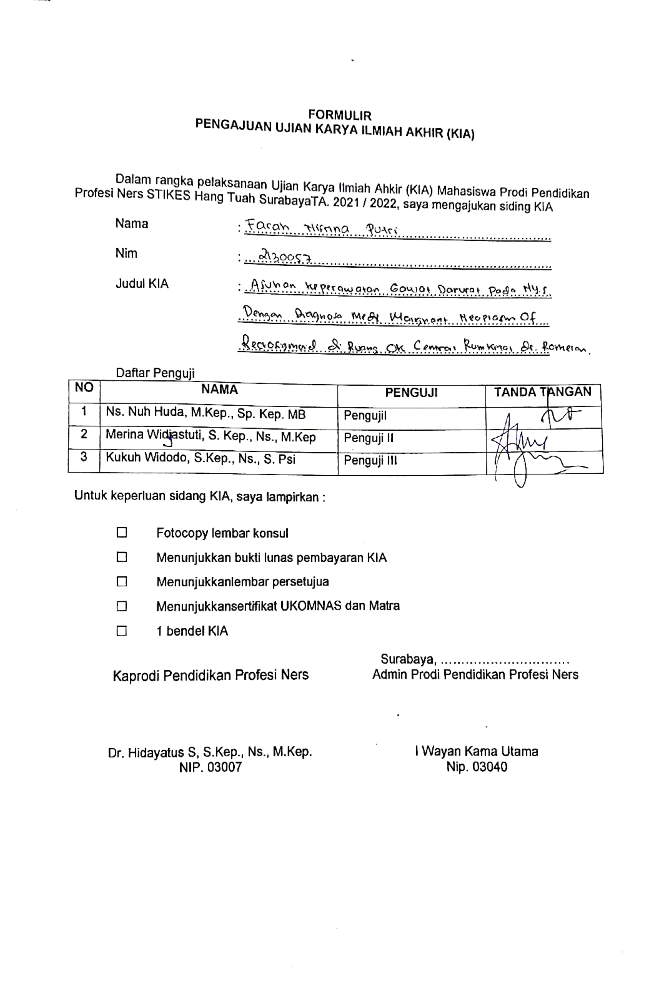 FORMULIR
PENGAJUAN UJIAN KARYA ILMIAH AKHIR (KIA)
Dalam rangka pelaksanaan Ujian Karya Ilmiah Ahkir (KIA) Mahasiswa Prodi Pendidikan
Profesi Ners STIKES Hang Tuah SurabayaTA. 2021 / 2022, saya mengajukan siding KIA
Nama : Farah Putri
Nim : 2130057
Judul KIA : Asuhan Keperawatan Gawat Darurat Pada Ny.S.
Dengan Diagnosa Medis Malignant Neoplasm Of
Rectosigmoid di Ruang OK Central Rumkital Dr. Ramelan.
Daftar Penguji
NO NAMA PENGUJI TANDA TANGAN
1 Ns. Nuh Huda, M.Kep., Sp. Kep. MB PengujiI
2 Merina Widjastuti, S. Kep., Ns., M.Kep Penguji II
3 Kukuh Widodo, S.Kep., Ns., S. Psi Penguji III
Untuk keperluan sidang KIA, saya lampirkan :
☐ Fotocopy lembar konsul
☐ Menunjukkan bukti lunas pembayaran KIA
☐ Menunjukkanlembar persetujua
☐ Menunjukkansertifikat UKOMNAS dan Matra
☐ 1 bendel KIA
Surabaya, ...............................
Kaprodi Pendidikan Profesi Ners Admin Prodi Pendidikan Profesi Ners
Dr. Hidayatus S, S.Kep., Ns., M.Kep. I Wayan Kama Utama
NIP. 03007 Nip. 03040